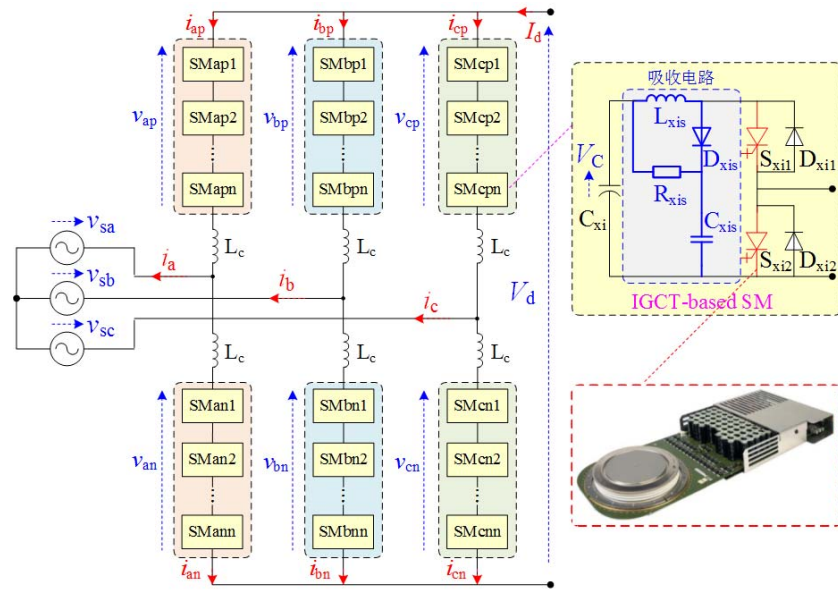 i_ap
i_bp
i_cp
I_d
SMap1
SMbp1
SMcp1
v_ap
SMap2
v_bp
SMbp2
v_cp
SMcp2
SMapn
SMbpn
SMcpn
吸收电路
L_xis
V_C
D_xis
S_xi1
D_xi1
R_xis
C_xi
C_xis
S_xi2
D_xi2
IGCT-based SM
v_sa
L_c
L_c
L_c
i_a
v_sb
i_b
V_d
v_sc
i_c
L_c
L_c
L_c
SMan1
SMbn1
SMcn1
v_an
SMan2
v_bn
SMbn2
v_cn
SMcn2
SMann
SMbnn
SMcnn
i_an
i_bn
i_cn